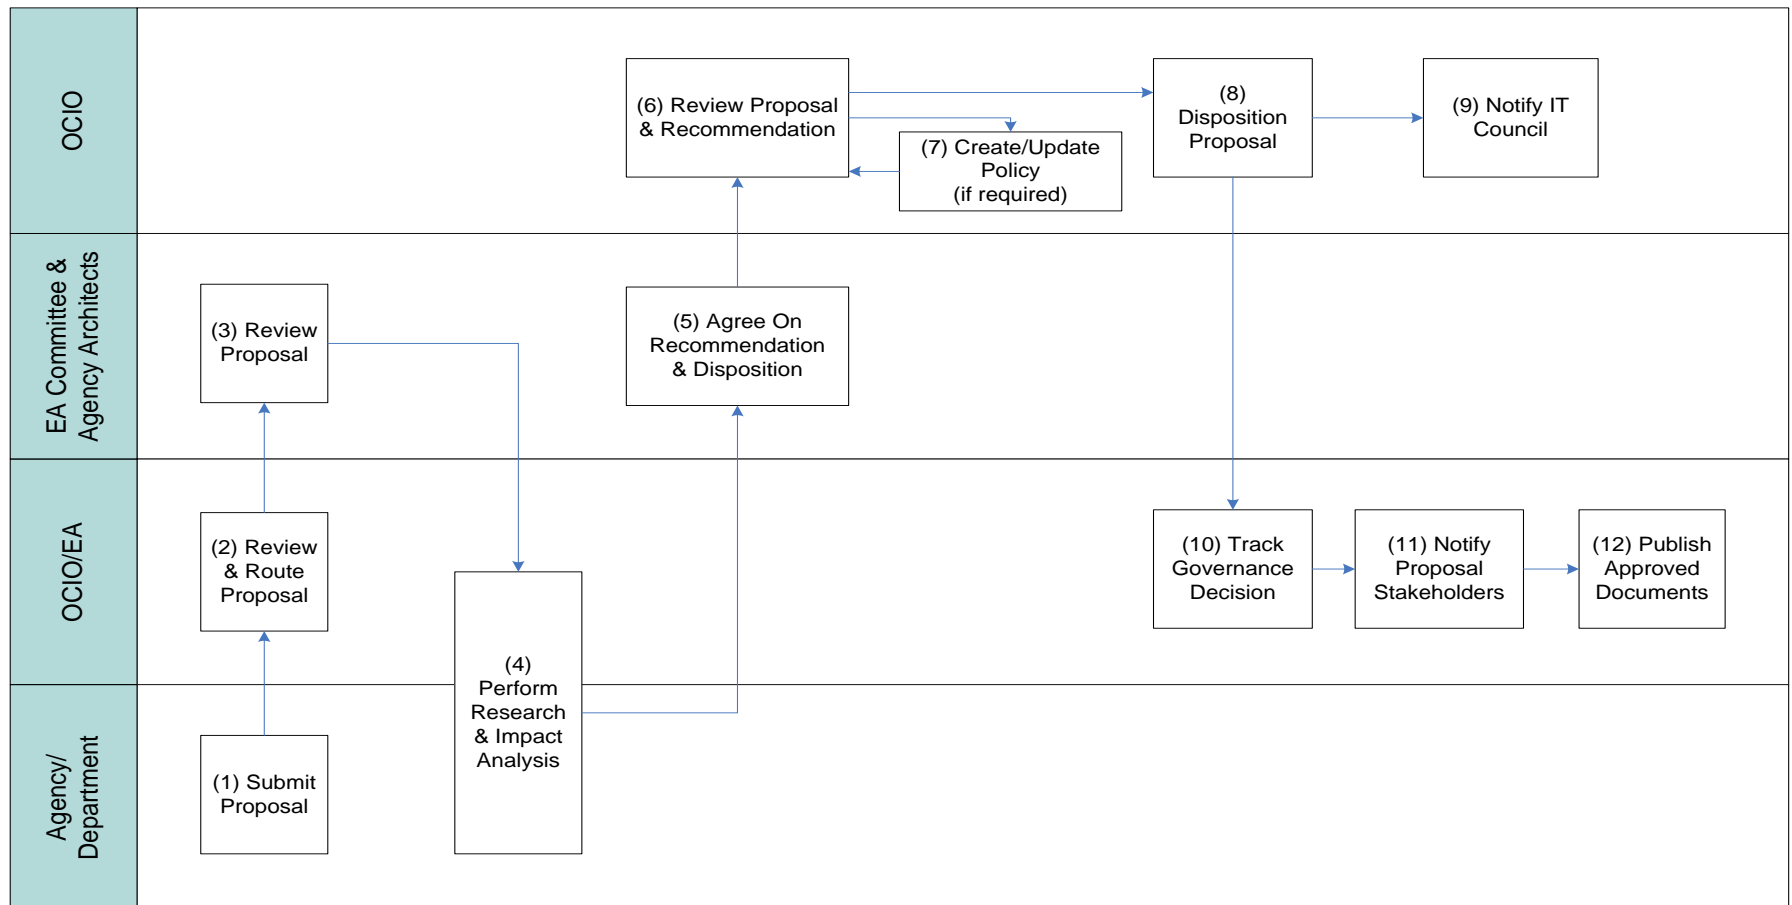 OCIO
(6) Review Proposal
& Recommendation
(7) Create/Update
Policy
(if required)
(8)
Disposition
Proposal
(9) Notify IT
Council
EA Committee &
Agency Architects
(3) Review
Proposal
(5) Agree On
Recommendation
& Disposition
OCIO/EA
(2) Review
& Route
Proposal
(4)
Perform
Research
& Impact
Analysis
(10) Track
Governance
Decision
(11) Notify
Proposal
Stakeholders
(12) Publish
Approved
Documents
Agency/
Department
(1) Submit
Proposal